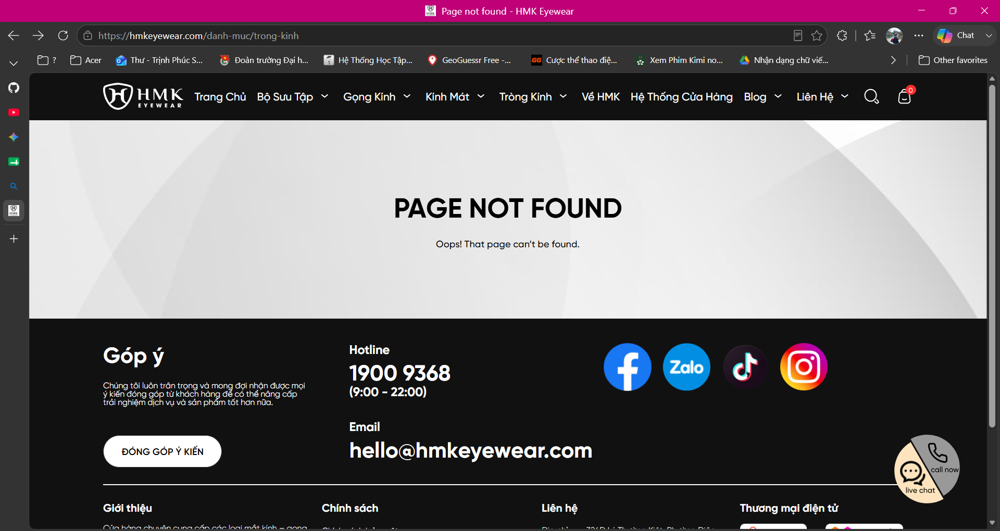 Page not found - HMK Eyewear
https://hmkeyewear.com/danh-muc/trong-kinh
Chat
?
Acer
Thư - Trịnh Phúc S...
Đoàn trường Đại h...
Hệ Thống Học Tập...
GeoGuessr Free -...
GG
Cược thể thao điệ...
Xem Phim Kimi no...
Nhận dạng chữ viế...
Other favorites
HMK
EYEWEAR
Trang Chủ
Bộ Sưu Tập
Gọng Kính
Kính Mát
Tròng Kính
Về HMK
Hệ Thống Cửa Hàng
Blog
Liên Hệ
0
PAGE NOT FOUND
Oops! That page can't be found.
Góp ý
Chúng tôi luôn trân trọng và mong đợi nhận được mọi
ý kiến đóng góp từ khách hàng để có thể nâng cấp
trải nghiệm dịch vụ và sản phẩm tốt hơn nữa.
ĐÓNG GÓP Ý KIẾN
Hotline
1900 9368
(9:00 - 22:00)
Email
hello@hmkeyewear.com
Zalo
call now
live chat
Giới thiệu
Cửa hàng chuyên cung cấp các loại mắt kính – gọng
Chính sách
Liên hệ
Thương mại điện tử